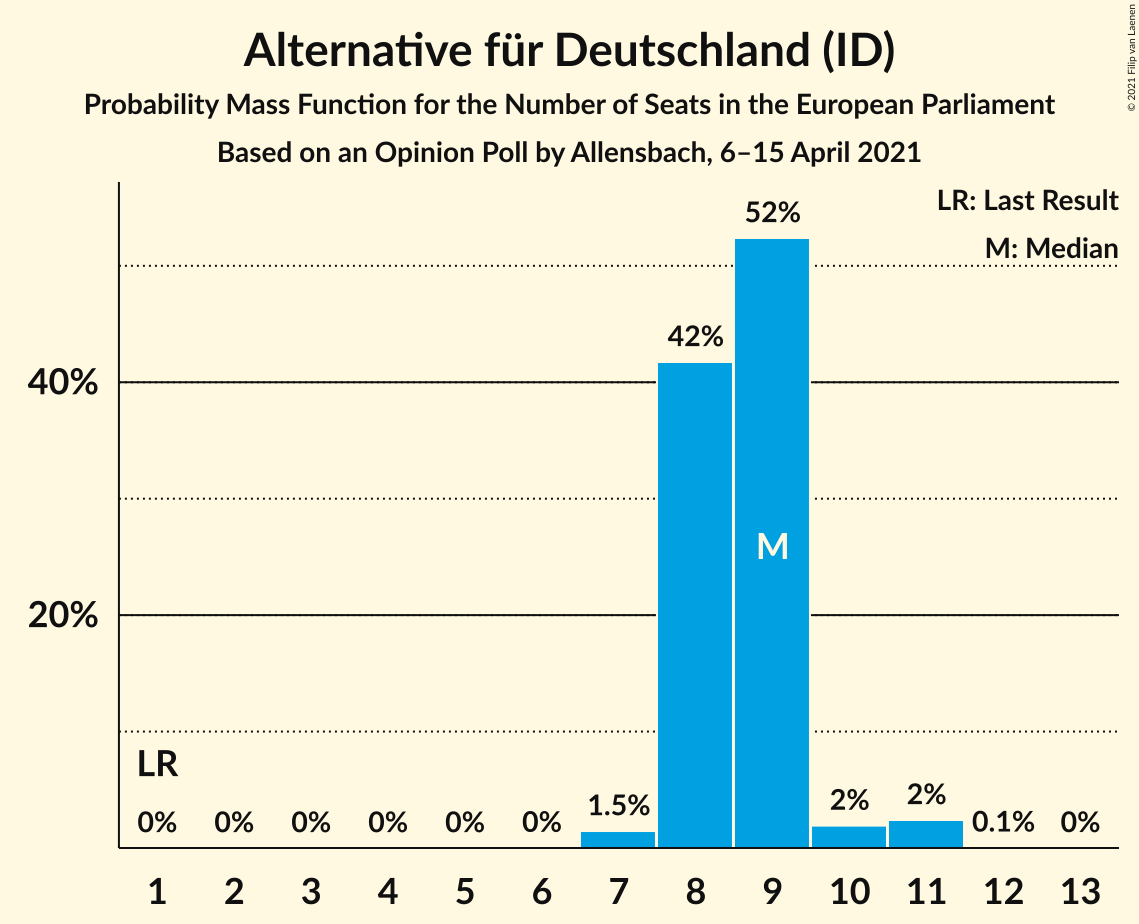 Alternative für Deutschland (ID)
Probability Mass Function for the Number of Seats in the European Parliament
Based on an Opinion Poll by Allensbach, 6–15 April 2021
© 2021 Filip van Laenen
LR: Last Result
M: Median
52%
42%
40%
M
20%
LR
0% 0% 0% 0% 0% 0% 1.5% 2% 2% 0.1% 0%
1 2 3 4 5 6 7 8 9 10 11 12 13